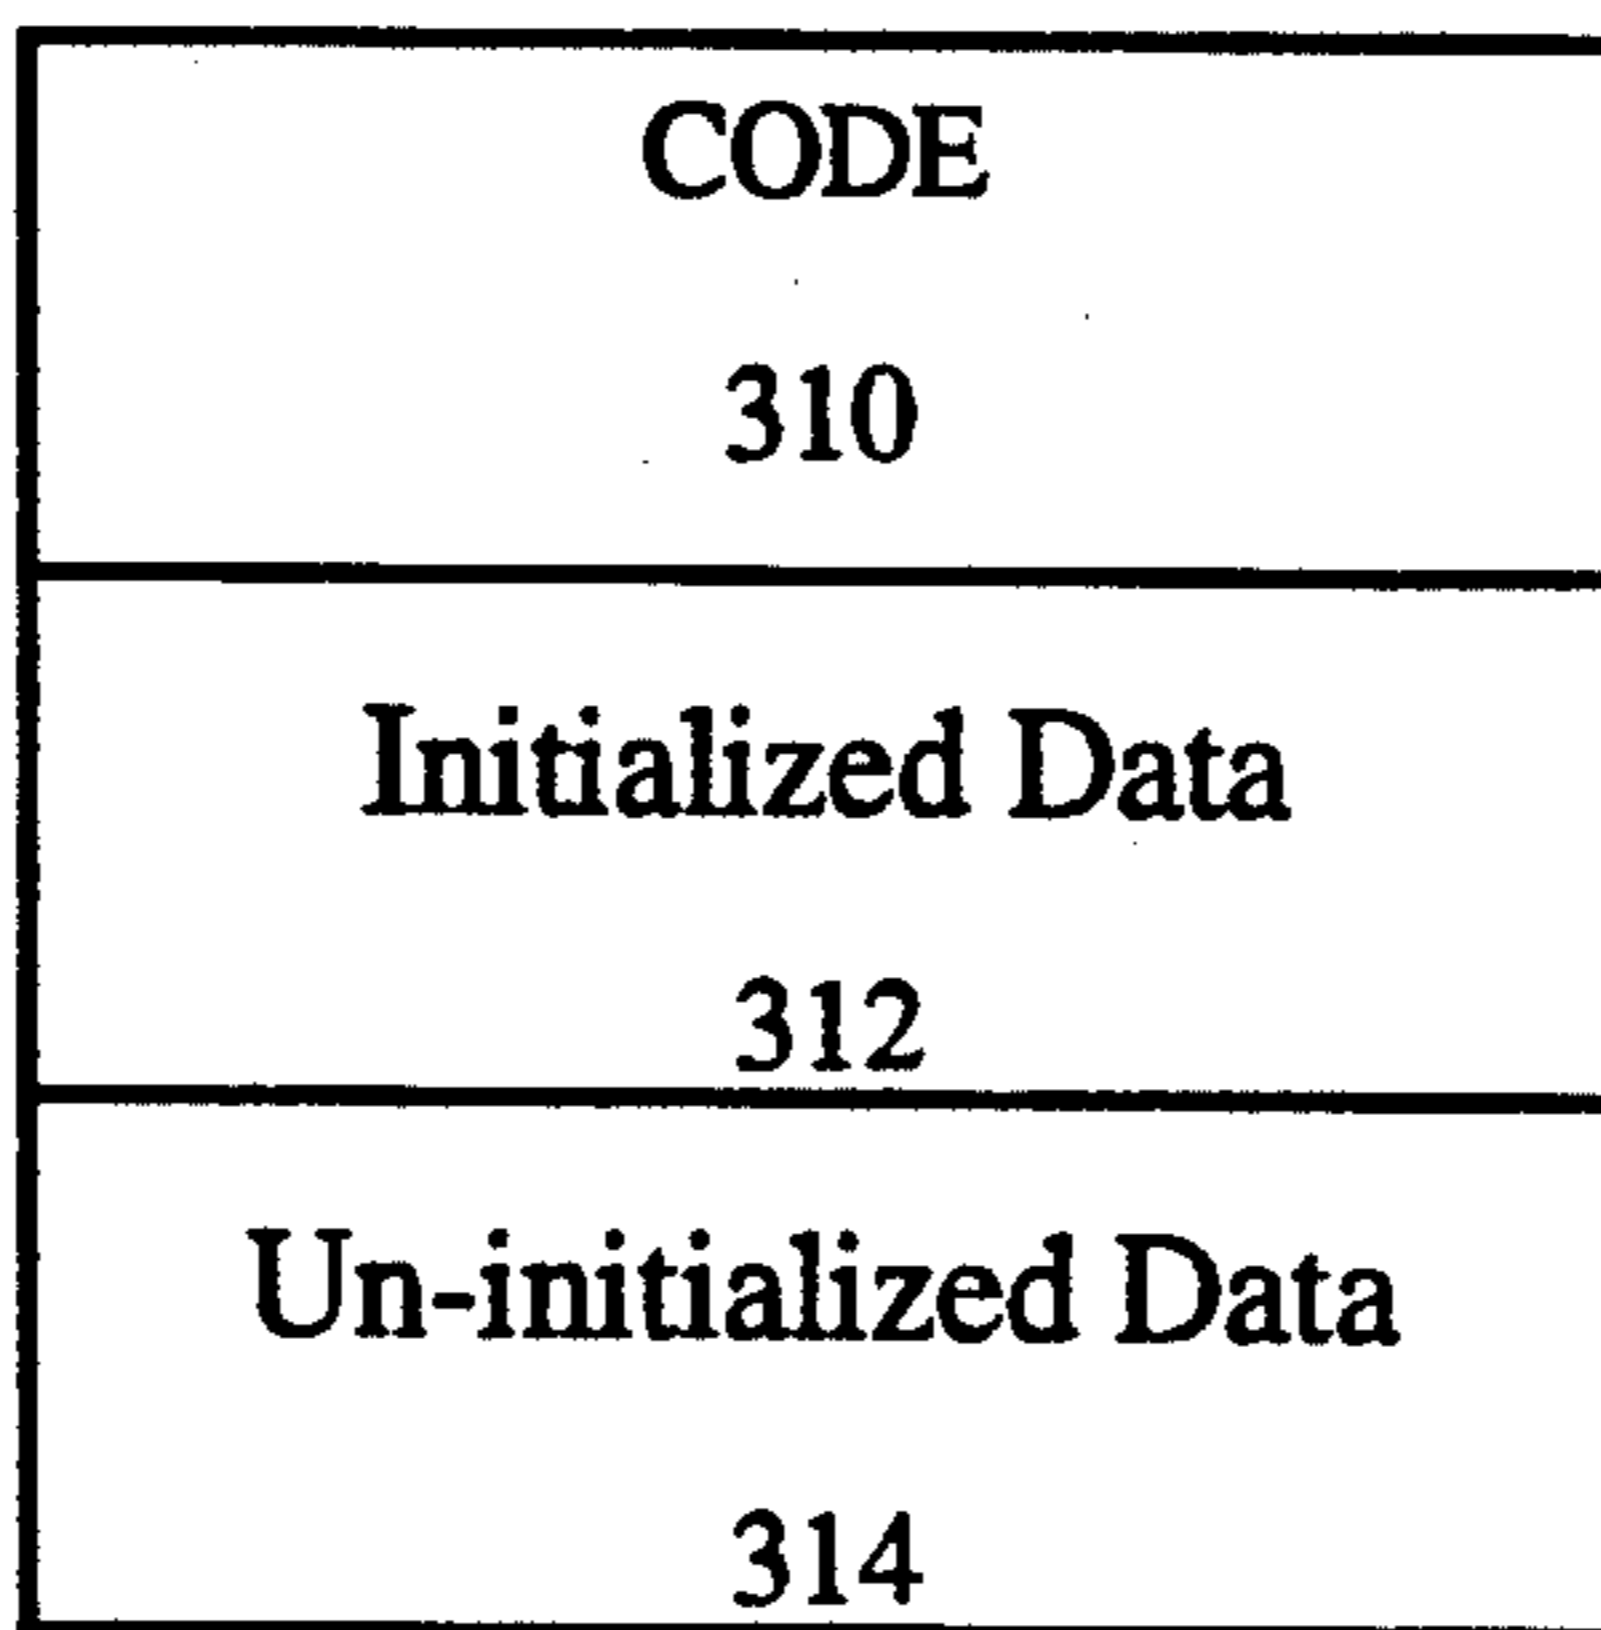 CODE
310
Initialized Data
312
Un-initialized Data
314